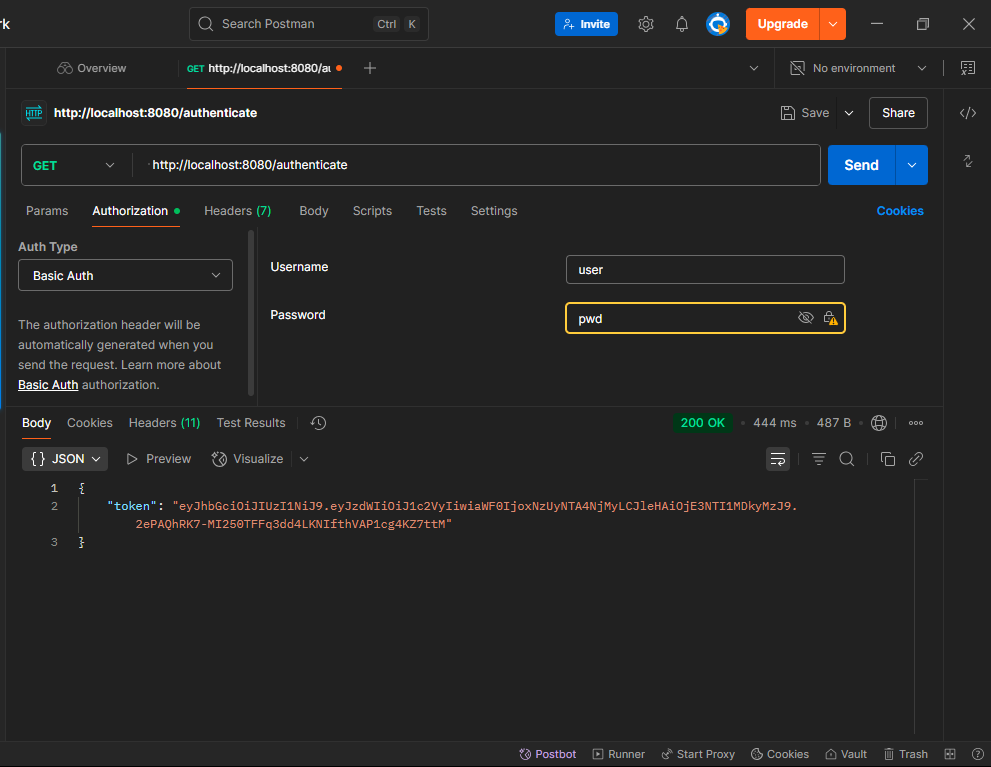 rk
Search Postman
Ctrl K
Invite
Upgrade
Overview
GET http://localhost:8080/au
No environment
HTTP
http://localhost:8080/authenticate
Save
Share
GET
http://localhost:8080/authenticate
Send
Params
Authorization
Headers (7)
Body
Scripts
Tests
Settings
Cookies
Auth Type
Basic Auth
The authorization header will be
automatically generated when you
send the request. Learn more about
Basic Auth authorization.
Username
user
Password
pwd
Body
Cookies
Headers (11)
Test Results
200 OK
444 ms
487 B
{} JSON
Preview
Visualize
1 {
2 "token": "eyJhbGciOiJIUzI1NiJ9.eyJzdWIiOiJ1c2VyIiwiaWF0IjoxNzUyNTA4NjMyLCJleHAiOjE3NTI1MDkyMzJ9.
2ePAQhRK7-MI250TFFq3dd4LKNIfthVAP1cg4KZ7ttM"
3 }
Postbot
Runner
Start Proxy
Cookies
Vault
Trash